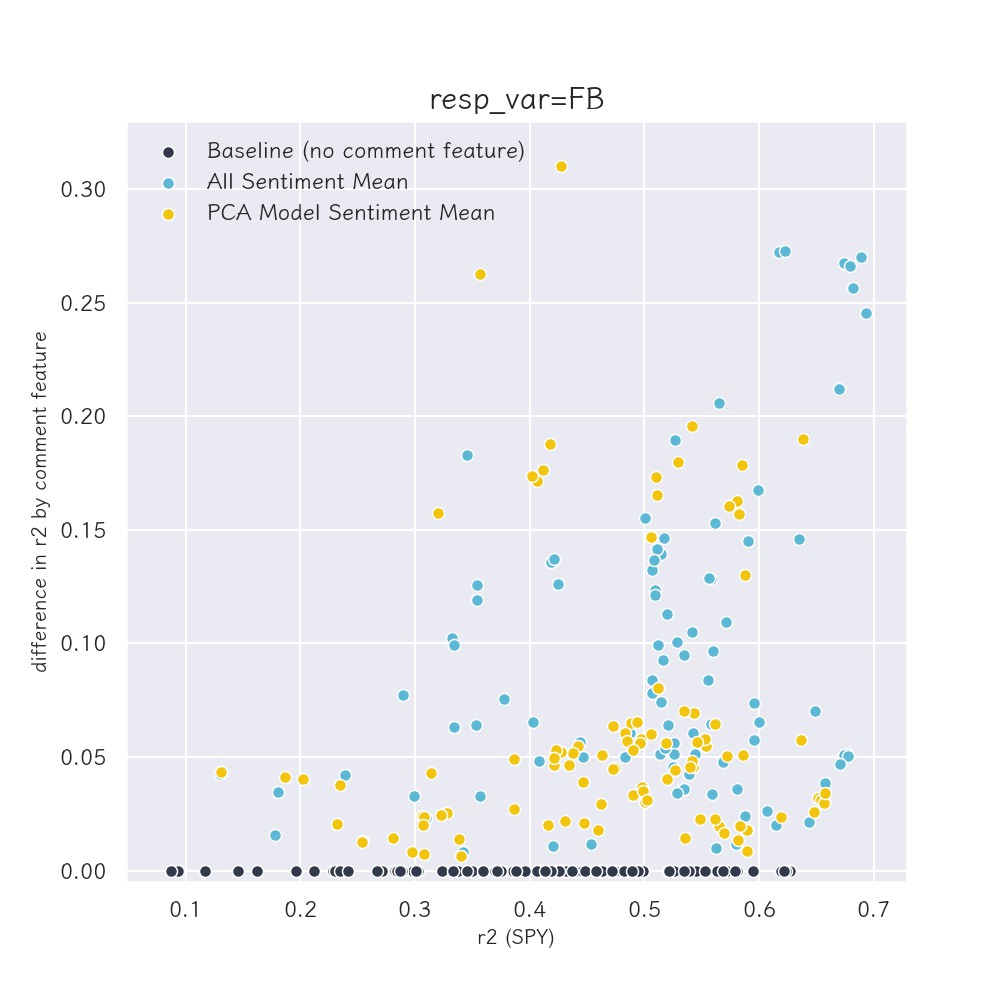 resp_var=FB
Baseline (no comment feature)
All Sentiment Mean
PCA Model Sentiment Mean
difference in r2 by comment feature
0.30
0.25
0.20
0.15
0.10
0.05
0.00
0.1 0.2 0.3 0.4 0.5 0.6 0.7
r2 (SPY)